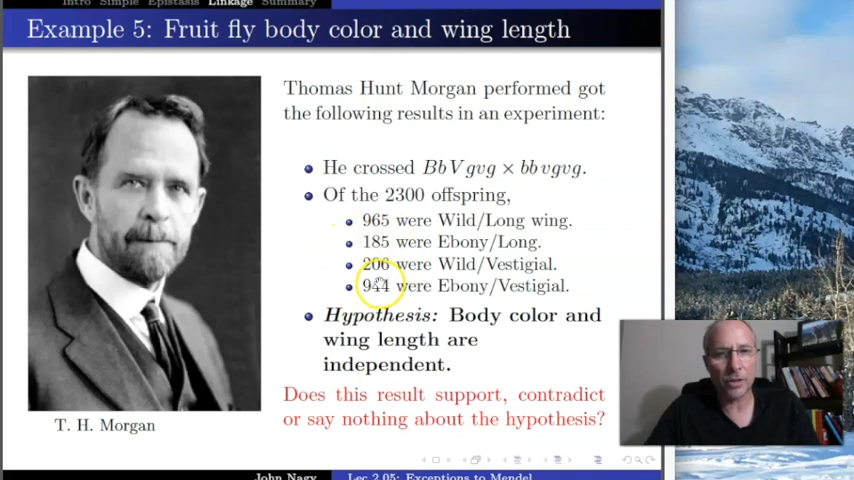 Intro Simple Epistasis Linkage Summary
Example 5: Fruit fly body color and wing length
Thomas Hunt Morgan performed got
the following results in an experiment:
He crossed BbVgvg × bbvgvg.
Of the 2300 offspring,
965 were Wild/Long wing.
185 were Ebony/Long.
206 were Wild/Vestigial.
944 were Ebony/Vestigial.
Hypothesis: Body color and
wing length are
independent.
Does this result support, contradict
or say nothing about the hypothesis?
T. H. Morgan
John Nagy Lec 2.05: Exceptions to Mendel